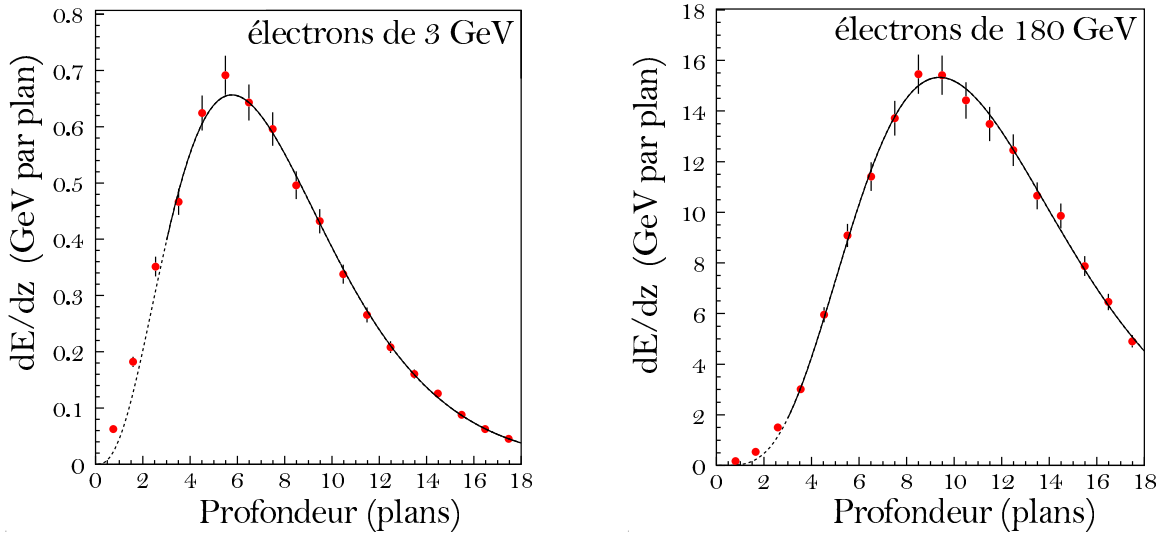 électrons de 3 GeV
dE/dz (GeV par plan)
0.8
0.7
0.6
0.5
0.4
0.3
0.2
0.1
0
0 2 4 6 8 10 12 14 16 18
Profondeur (plans)
électrons de 180 GeV
dE/dz (GeV par plan)
18
16
14
12
10
8
6
4
2
0
0 2 4 6 8 10 12 14 16 18
Profondeur (plans)